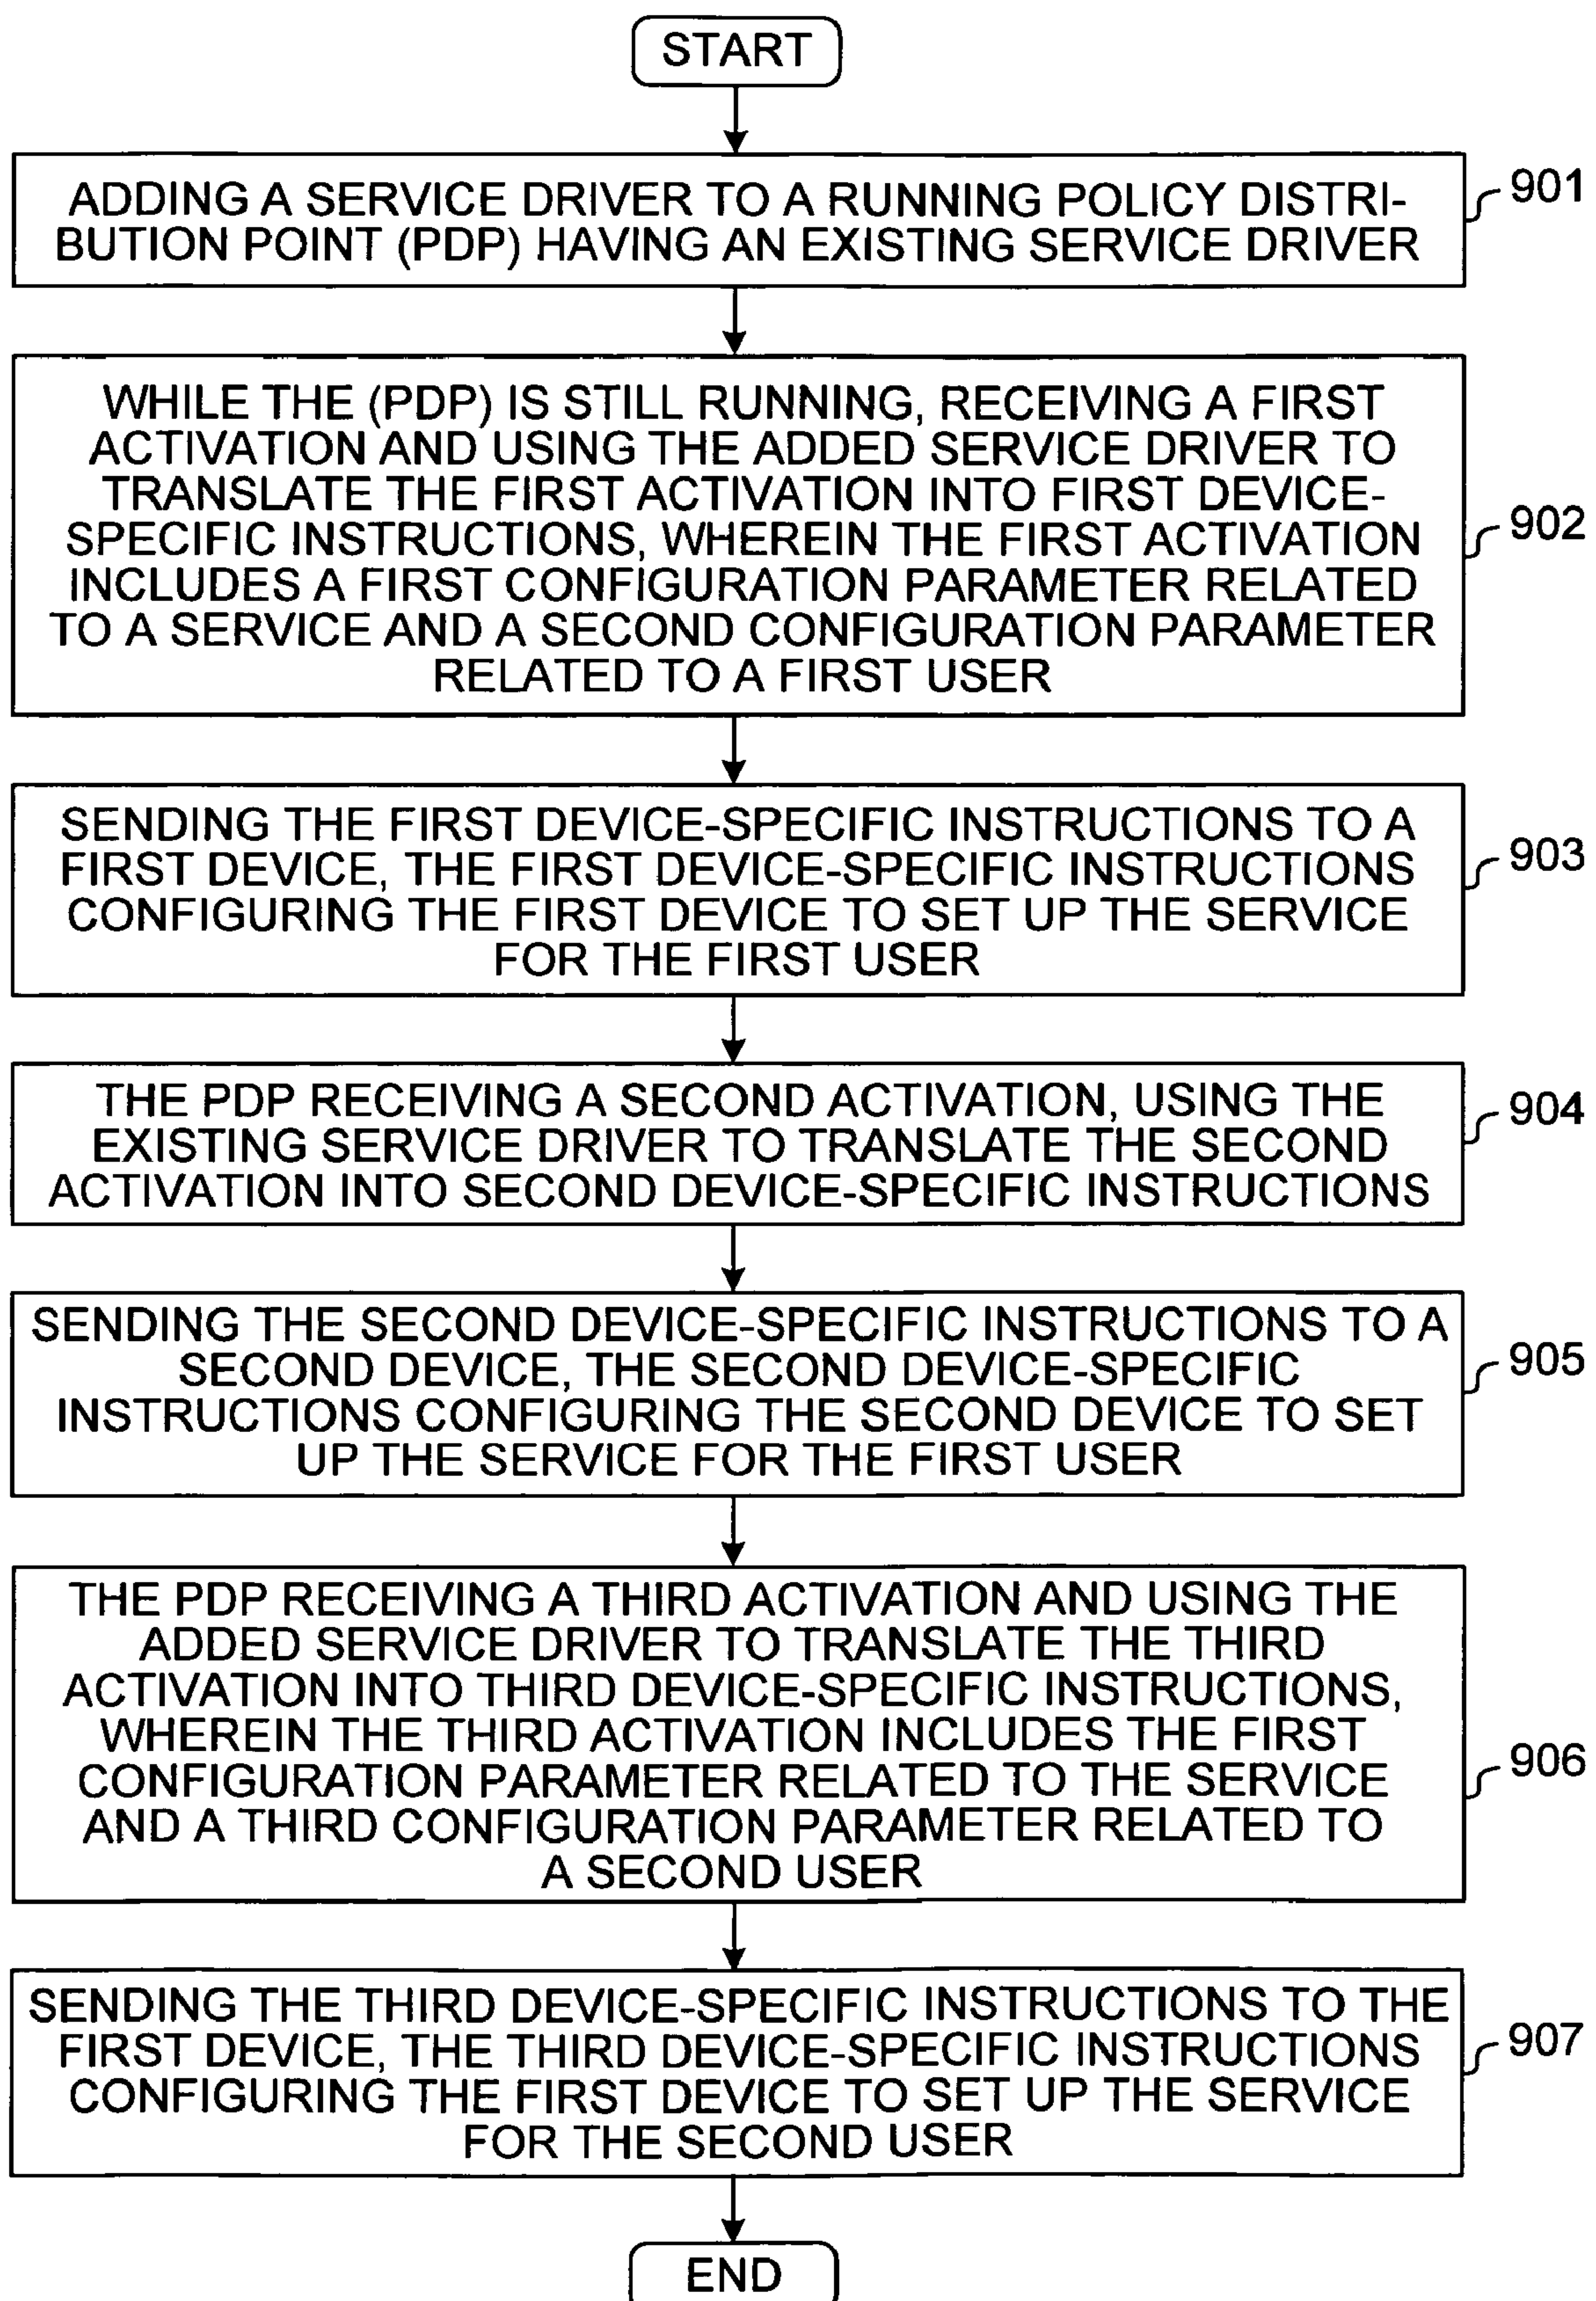 START
ADDING A SERVICE DRIVER TO A RUNNING POLICY DISTRI-
BUTION POINT (PDP) HAVING AN EXISTING SERVICE DRIVER
901
WHILE THE (PDP) IS STILL RUNNING, RECEIVING A FIRST
ACTIVATION AND USING THE ADDED SERVICE DRIVER TO
TRANSLATE THE FIRST ACTIVATION INTO FIRST DEVICE-
SPECIFIC INSTRUCTIONS, WHEREIN THE FIRST ACTIVATION
INCLUDES A FIRST CONFIGURATION PARAMETER RELATED
TO A SERVICE AND A SECOND CONFIGURATION PARAMETER
RELATED TO A FIRST USER
902
SENDING THE FIRST DEVICE-SPECIFIC INSTRUCTIONS TO A
FIRST DEVICE, THE FIRST DEVICE-SPECIFIC INSTRUCTIONS
CONFIGURING THE FIRST DEVICE TO SET UP THE SERVICE
FOR THE FIRST USER
903
THE PDP RECEIVING A SECOND ACTIVATION, USING THE
EXISTING SERVICE DRIVER TO TRANSLATE THE SECOND
ACTIVATION INTO SECOND DEVICE-SPECIFIC INSTRUCTIONS
904
SENDING THE SECOND DEVICE-SPECIFIC INSTRUCTIONS TO A
SECOND DEVICE, THE SECOND DEVICE-SPECIFIC
INSTRUCTIONS CONFIGURING THE SECOND DEVICE TO SET
UP THE SERVICE FOR THE FIRST USER
905
THE PDP RECEIVING A THIRD ACTIVATION AND USING THE
ADDED SERVICE DRIVER TO TRANSLATE THE THIRD
ACTIVATION INTO THIRD DEVICE-SPECIFIC INSTRUCTIONS,
WHEREIN THE THIRD ACTIVATION INCLUDES THE FIRST
CONFIGURATION PARAMETER RELATED TO THE SERVICE
AND A THIRD CONFIGURATION PARAMETER RELATED TO
A SECOND USER
906
SENDING THE THIRD DEVICE-SPECIFIC INSTRUCTIONS TO THE
FIRST DEVICE, THE THIRD DEVICE-SPECIFIC INSTRUCTIONS
CONFIGURING THE FIRST DEVICE TO SET UP THE SERVICE
FOR THE SECOND USER
907
END